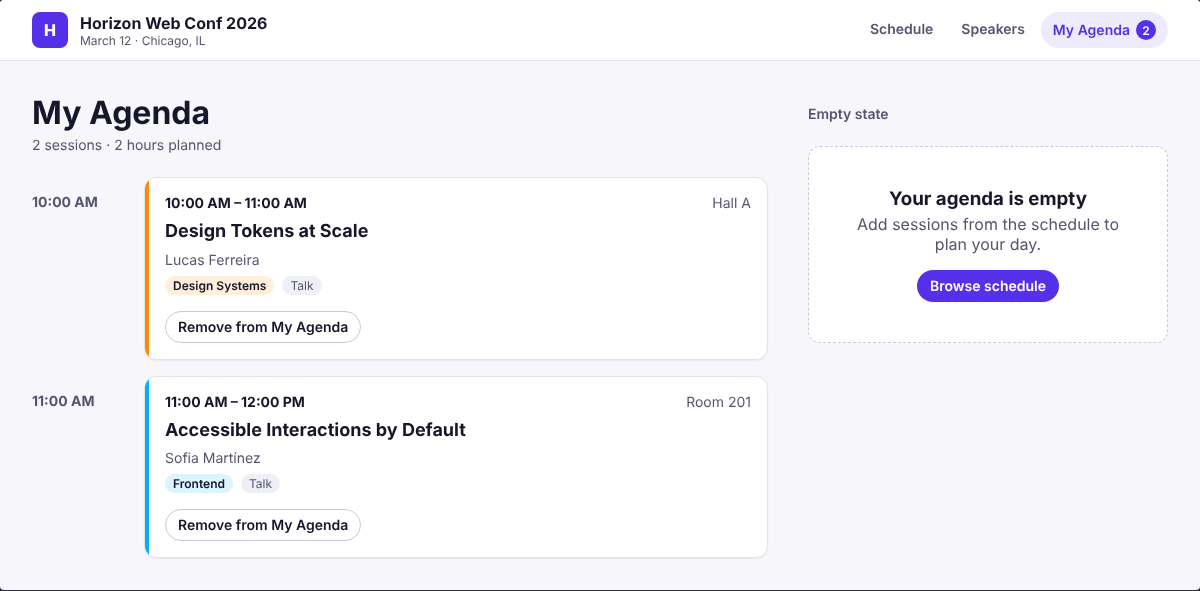 H
Horizon Web Conf 2026
March 12 · Chicago, IL
Schedule
Speakers
My Agenda 2
My Agenda
2 sessions · 2 hours planned
10:00 AM
10:00 AM – 11:00 AM
Hall A
Design Tokens at Scale
Lucas Ferreira
Design Systems
Talk
Remove from My Agenda
11:00 AM
11:00 AM – 12:00 PM
Room 201
Accessible Interactions by Default
Sofia Martínez
Frontend
Talk
Remove from My Agenda
Empty state
Your agenda is empty
Add sessions from the schedule to
plan your day.
Browse schedule